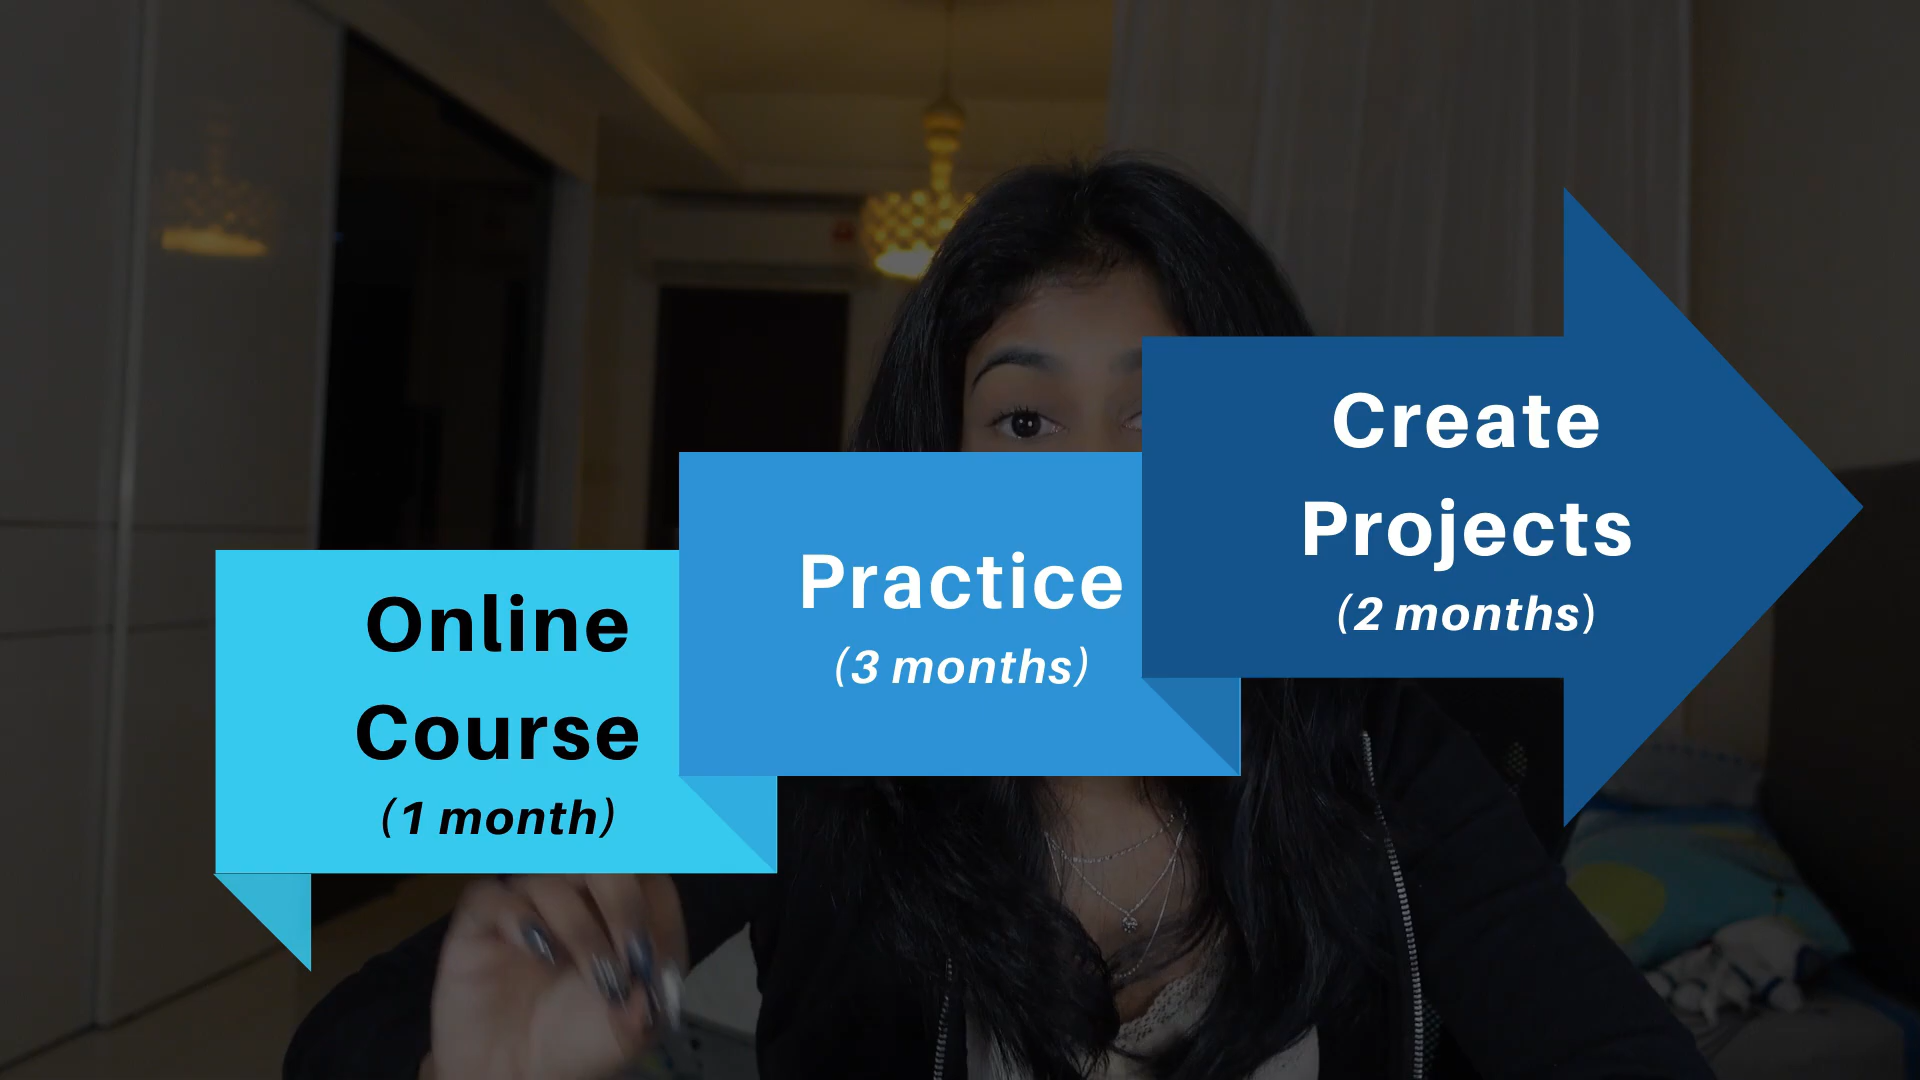 Online
Course
(1 month)
Practice
(3 months)
Create
Projects
(2 months)